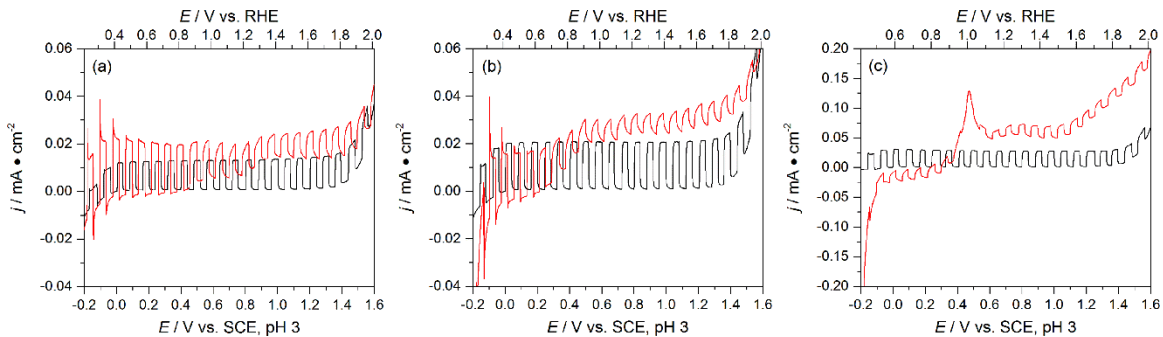 E / V vs. RHE
0.4 0.6 0.8 1.0 1.2 1.4 1.6 1.8 2.0
(a)
j / mA • cm-2
0.06
0.04
0.02
0.00
-0.02
-0.04
-0.2 0.0 0.2 0.4 0.6 0.8 1.0 1.2 1.4 1.6
E / V vs. SCE, pH 3
E / V vs. RHE
0.4 0.6 0.8 1.0 1.2 1.4 1.6 1.8 2.0
(b)
j / mA • cm-2
0.06
0.04
0.02
0.00
-0.02
-0.04
-0.2 0.0 0.2 0.4 0.6 0.8 1.0 1.2 1.4 1.6
E / V vs. SCE, pH 3
E / V vs. RHE
0.4 0.6 0.8 1.0 1.2 1.4 1.6 1.8 2.0
(c)
j / mA • cm-2
0.20
0.15
0.10
0.05
0.00
-0.05
-0.10
-0.15
-0.20
-0.2 0.0 0.2 0.4 0.6 0.8 1.0 1.2 1.4 1.6
E / V vs. SCE, pH 3